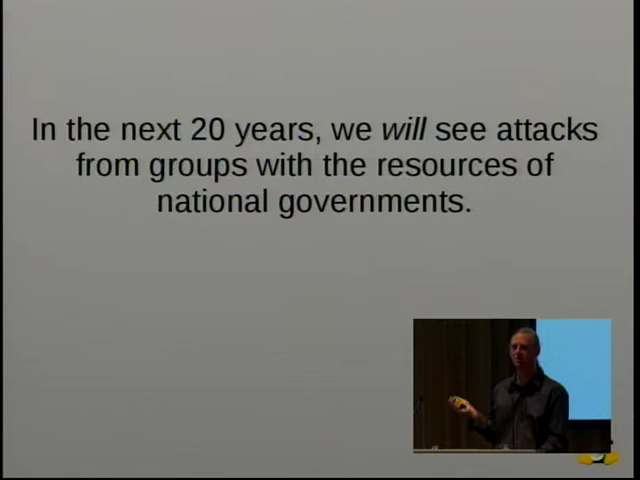 In the next 20 years, we will see attacks
from groups with the resources of
national governments.